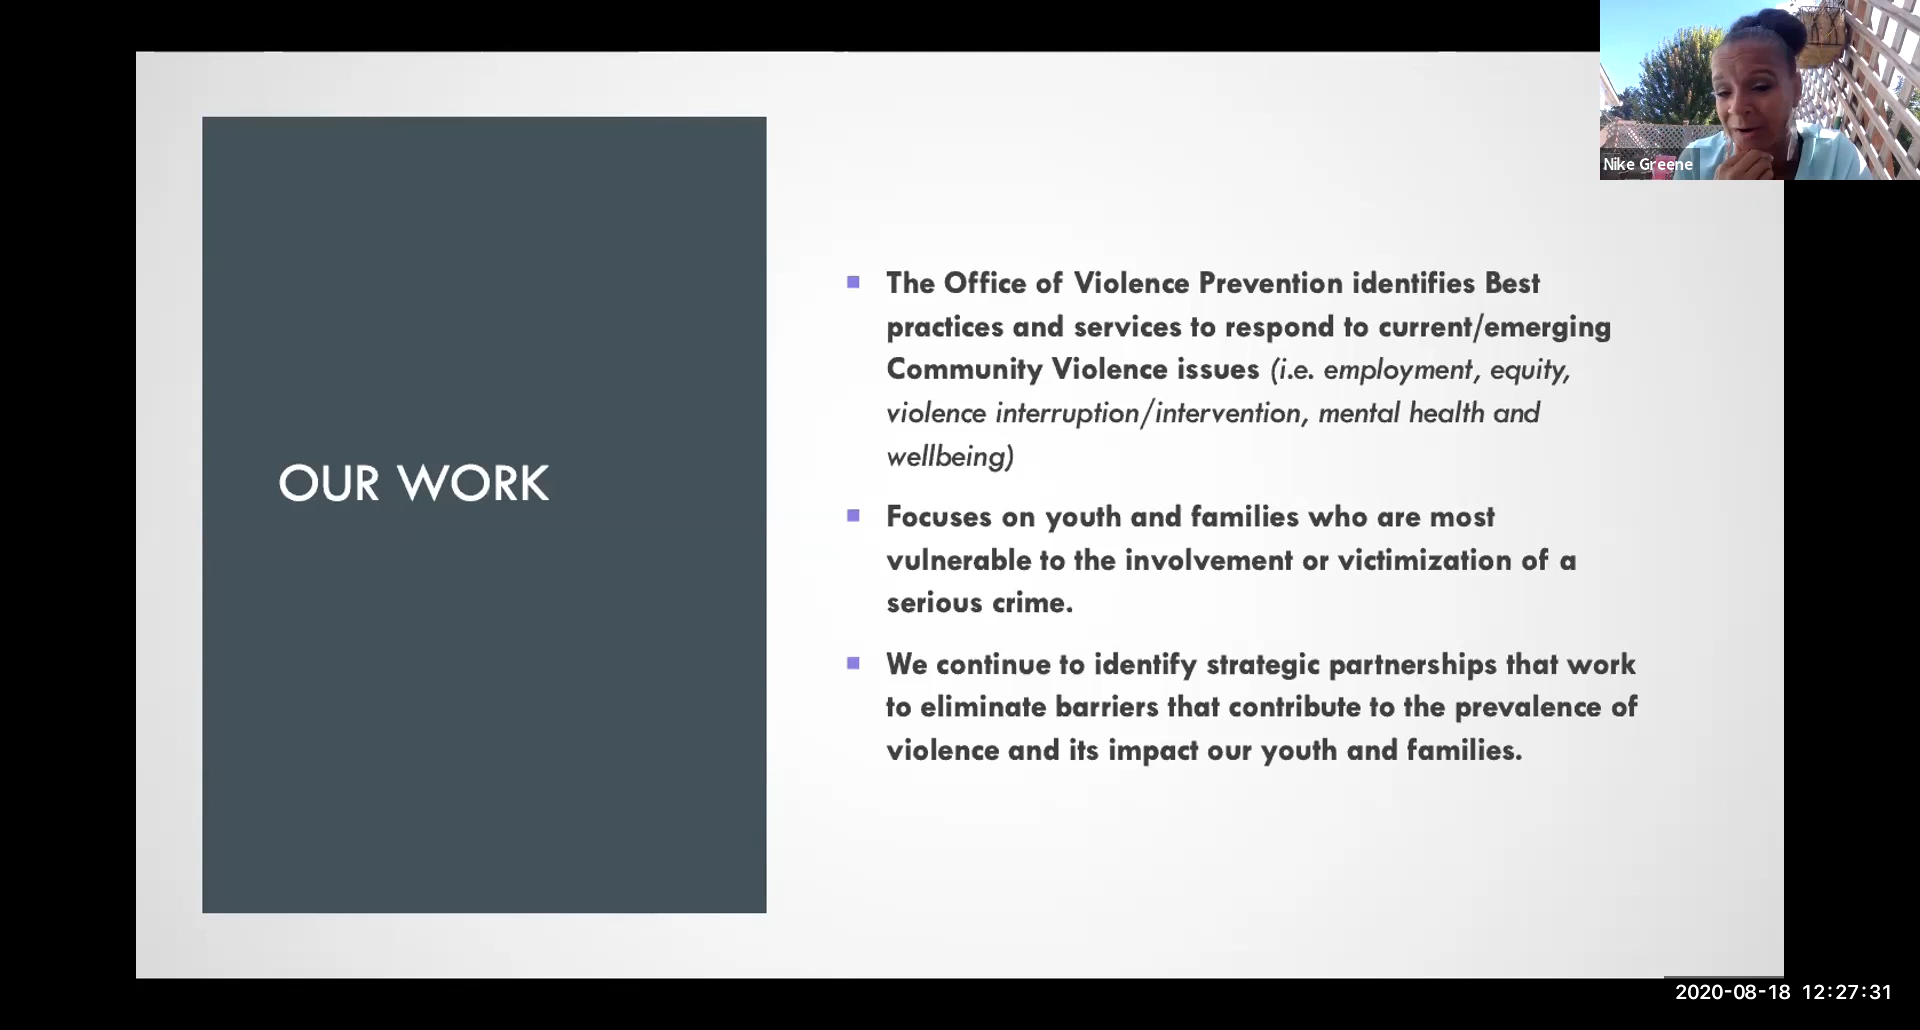 Nike Greene
OUR WORK
The Office of Violence Prevention identifies Best
practices and services to respond to current/emerging
Community Violence issues (i.e. employment, equity,
violence interruption/intervention, mental health and
wellbeing)
Focuses on youth and families who are most
vulnerable to the involvement or victimization of a
serious crime.
We continue to identify strategic partnerships that work
to eliminate barriers that contribute to the prevalence of
violence and its impact our youth and families.
2020-08-18 12:27:31